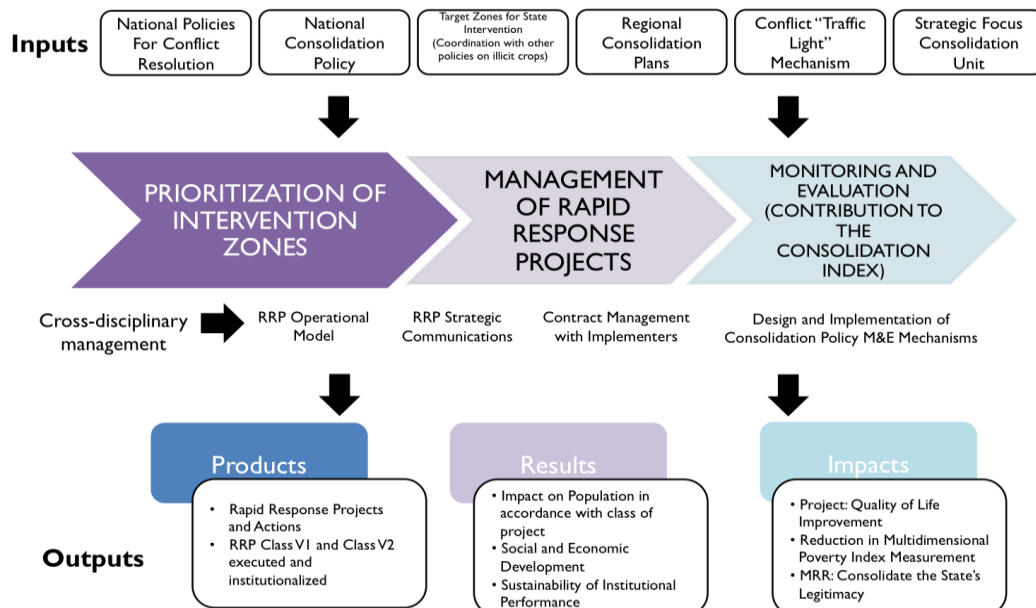 Inputs
National Policies
For Conflict
Resolution
National
Consolidation
Policy
Target Zones for State
Intervention
(Coordination with other
policies on illicit crops)
Regional
Consolidation
Plans
Conflict “Traffic
Light”
Mechanism
Strategic Focus
Consolidation
Unit
PRIORITIZATION OF
INTERVENTION
ZONES
MANAGEMENT
OF RAPID
RESPONSE
PROJECTS
MONITORING AND
EVALUATION
(CONTRIBUTION TO
THE
CONSOLIDATION
INDEX)
Cross-disciplinary
management
RRP Operational
Model
RRP Strategic
Communications
Contract Management
with Implementers
Design and Implementation of
Consolidation Policy M&E Mechanisms
Outputs
Products
• Rapid Response Projects
and Actions
• RRP Class V1 and Class V2
executed and
institutionalized
Results
• Impact on Population in
accordance with class of
project
• Social and Economic
Development
• Sustainability of Institutional
Performance
Impacts
• Project: Quality of Life
Improvement
• Reduction in Multidimensional
Poverty Index Measurement
• MRR: Consolidate the State’s
Legitimacy